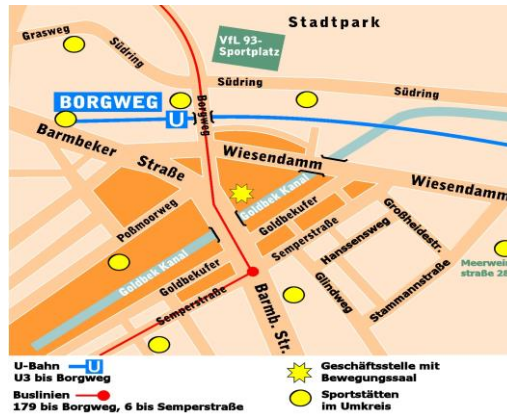 Stadtpark
Grasweg
Südring
VfL 93-
Sportplatz
Südring
Südring
BORGWEG
U
Borgweg
Barmbeker
Straße
Wiesendamm
Wiesendamm
Poßmoorweg
Goldbek Kanal
Goldbekufer
Semperstraße
Großheidestr.
Hanssensweg
Goldbek Kanal
Goldbekufer
Glindweg
Stammannstraße
Meerwein
straße 28
Semperstraße
Barmb. Str.
U-Bahn
U
U3 bis Borgweg
Buslinien
179 bis Borgweg, 6 bis Semperstraße
Geschäftsstelle mit
Bewegungssaal
Sportstätten
im Umkreis